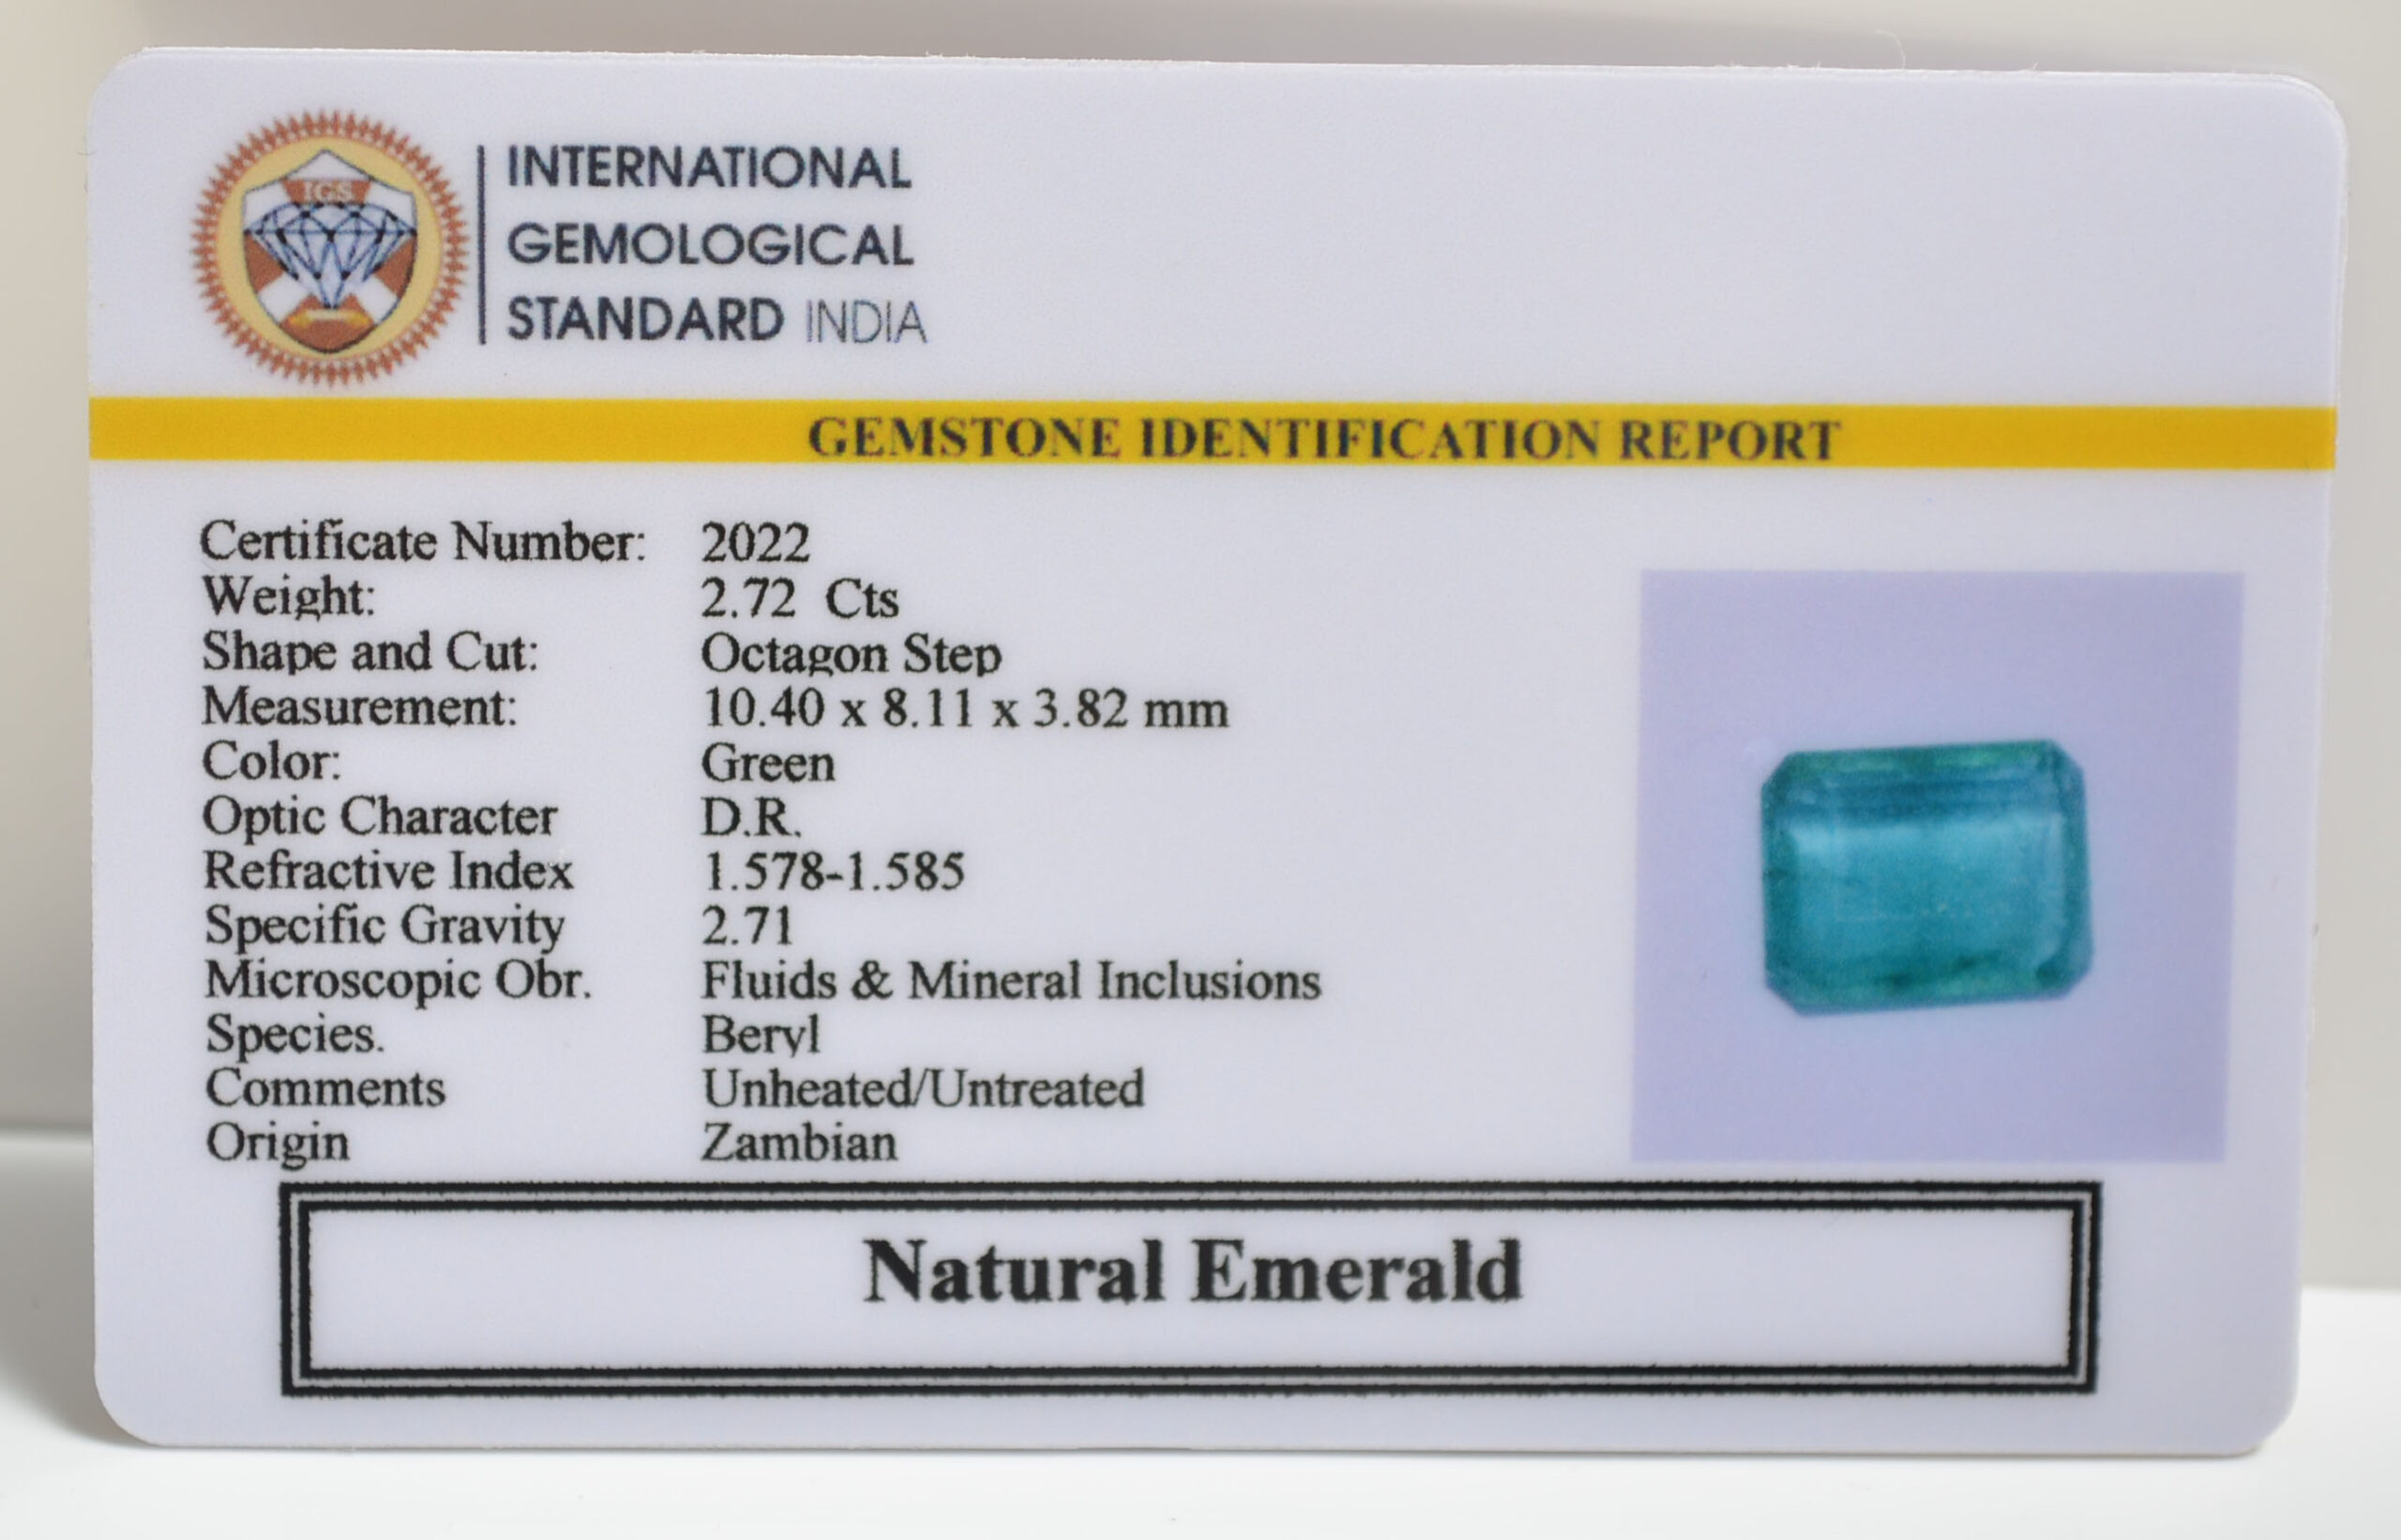 IGS
INTERNATIONAL
GEMOLOGICAL
STANDARD INDIA
GEMSTONE IDENTIFICATION REPORT
Certificate Number: 2022
Weight: 2.72 Cts
Shape and Cut: Octagon Step
Measurement: 10.40 x 8.11 x 3.82 mm
Color: Green
Optic Character D.R.
Refractive Index 1.578-1.585
Specific Gravity 2.71
Microscopic Obr. Fluids & Mineral Inclusions
Species. Beryl
Comments Unheated/Untreated
Origin Zambian
Natural Emerald